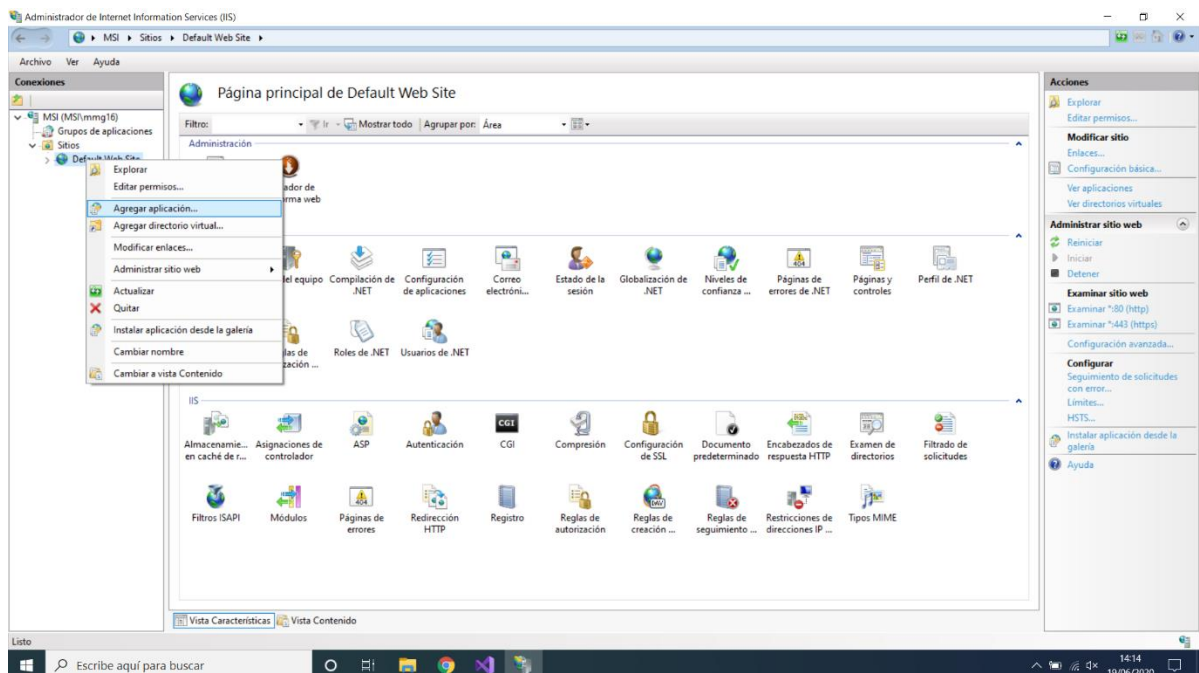 Administrador de Internet Information Services (IIS)
MSI
Sitios
Default Web Site
Archivo Ver Ayuda
Conexiones
MSI (MSI\mmg16)
Grupos de aplicaciones
Sitios
Default Web Site
Explorar
Editar permisos...
Agregar aplicación...
Agregar directorio virtual...
Modificar enlaces...
Administrar sitio web
Actualizar
Quitar
Instalar aplicación desde la galería
Cambiar nombre
Cambiar a vista Contenido
Página principal de Default Web Site
Filtro: Ir Mostrar todo Agrupar por: Área
Administración
ador de
rma web
el equipo
Compilación de
.NET
Configuración
de aplicaciones
Correo
electróni...
Estado de la
sesión
Globalización de
.NET
Niveles de
confianza ...
Páginas de
errores de .NET
Páginas y
controles
Perfil de .NET
las de
zación ...
Roles de .NET
Usuarios de .NET
IIS
Almacenamie...
en caché de r...
Asignaciones de
controlador
ASP
Autenticación
CGI
CGI
Compresión
Configuración
de SSL
Documento
predeterminado
Encabezados de
respuesta HTTP
Examen de
directorios
Filtrado de
solicitudes
Filtros ISAPI
Módulos
404
Páginas de
errores
Redirección
HTTP
Registro
Reglas de
autorización
DAV
Reglas de
creación ...
Reglas de
seguimiento ...
Restricciones de
direcciones IP ...
Tipos MIME
Vista Características
Vista Contenido
Acciones
Explorar
Editar permisos...
Modificar sitio
Enlaces...
Configuración básica...
Ver aplicaciones
Ver directorios virtuales
Administrar sitio web
Reiniciar
Iniciar
Detener
Examinar sitio web
Examinar *:80 (http)
Examinar *:443 (https)
Configuración avanzada...
Configurar
Seguimiento de solicitudes
con error...
Límites...
HSTS...
Instalar aplicación desde la
galería
Ayuda
Listo
Escribe aquí para buscar
14:14
19/06/2020